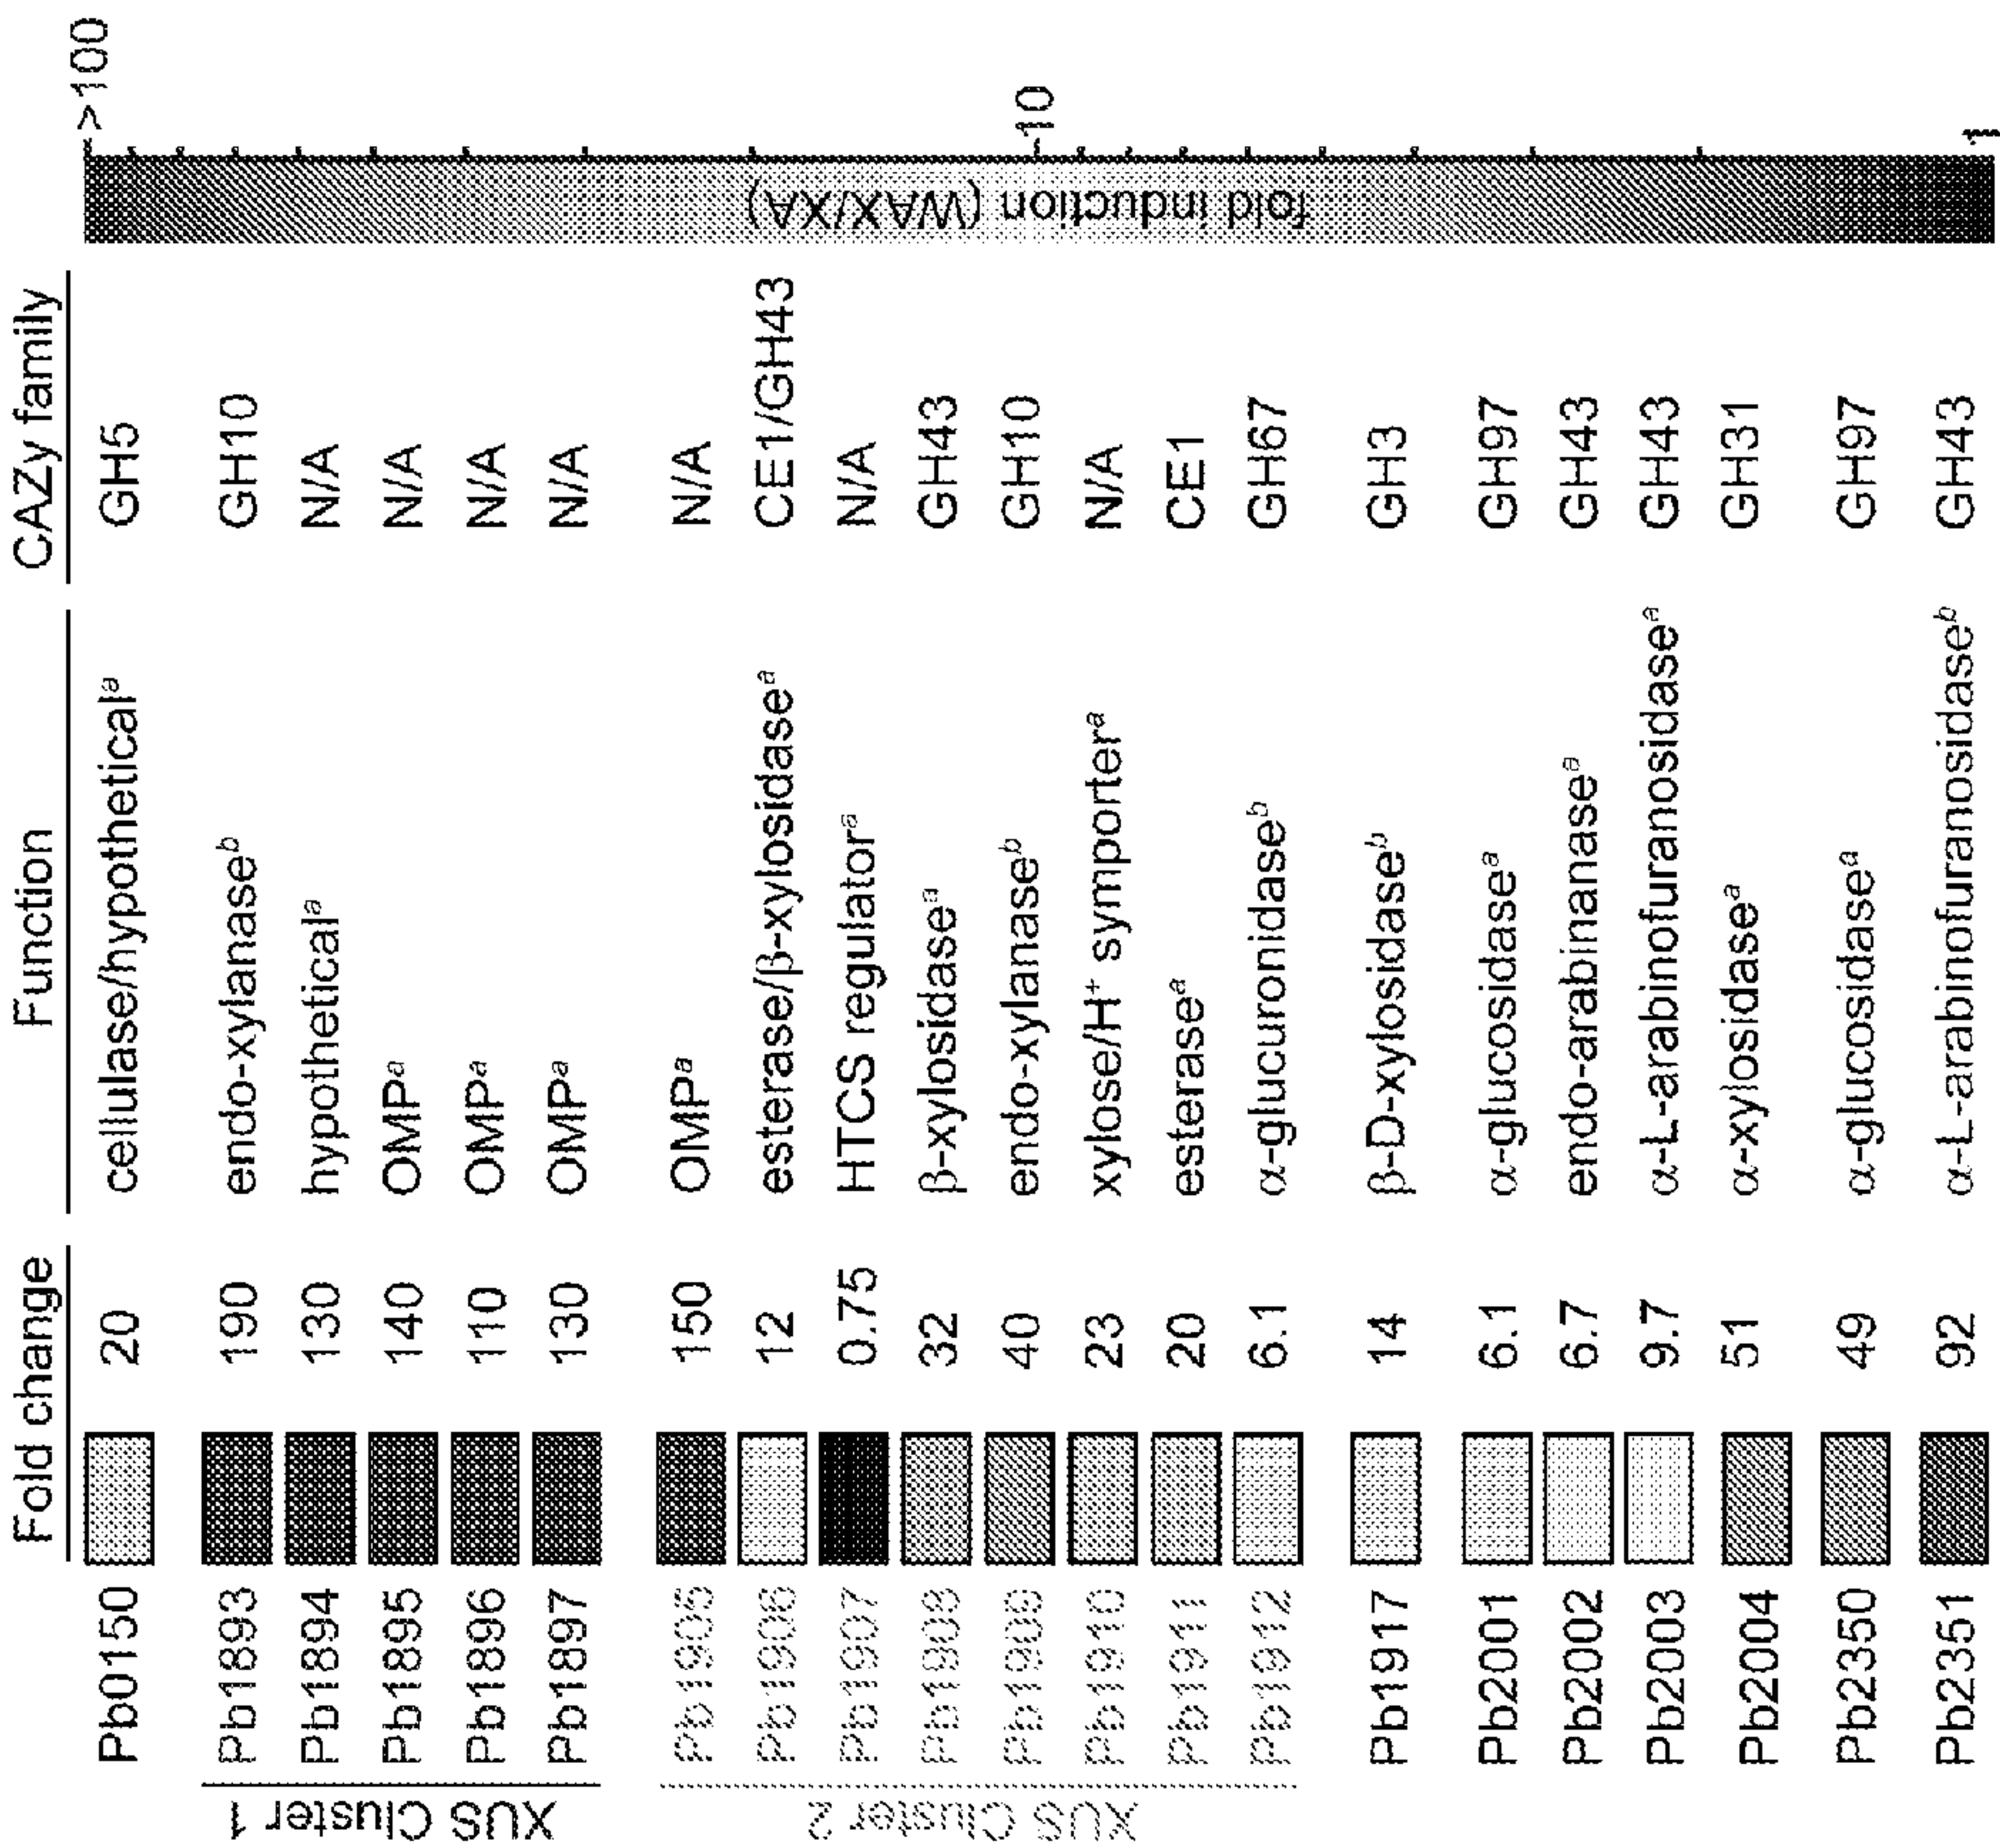 Fold change Function CAZy family
Pb0150 20 cellulase/hypothetical^a GH5
XUS Cluster 1
Pb1893 190 endo-xylanase^b GH10
Pb1894 130 hypothetical^a N/A
Pb1895 140 OMP^a N/A
Pb1896 110 OMP^a N/A
Pb1897 130 OMP^a N/A
XUS Cluster 2
Pb1905 150 OMP^a N/A
Pb1906 12 esterase/β-xylosidase^a CE1/GH43
Pb1907 0.75 HTCS regulator^a N/A
Pb1908 32 β-xylosidase^a GH43
Pb1909 40 endo-xylanase^b GH10
Pb1910 23 xylose/H⁺ symporter^a N/A
Pb1911 20 esterase^a CE1
Pb1912 6.1 α-glucuronidase^b GH67
Pb1917 14 β-D-xylosidase^b GH3
Pb2001 6.1 α-glucosidase^a GH97
Pb2002 6.7 endo-arabinanase^a GH43
Pb2003 9.7 α-L-arabinofuranosidase^a GH43
Pb2004 51 α-xylosidase^a GH31
Pb2350 49 α-glucosidase^a GH97
Pb2351 92 α-L-arabinofuranosidase^b GH43
>100
10
1
fold induction (WAX/XA)